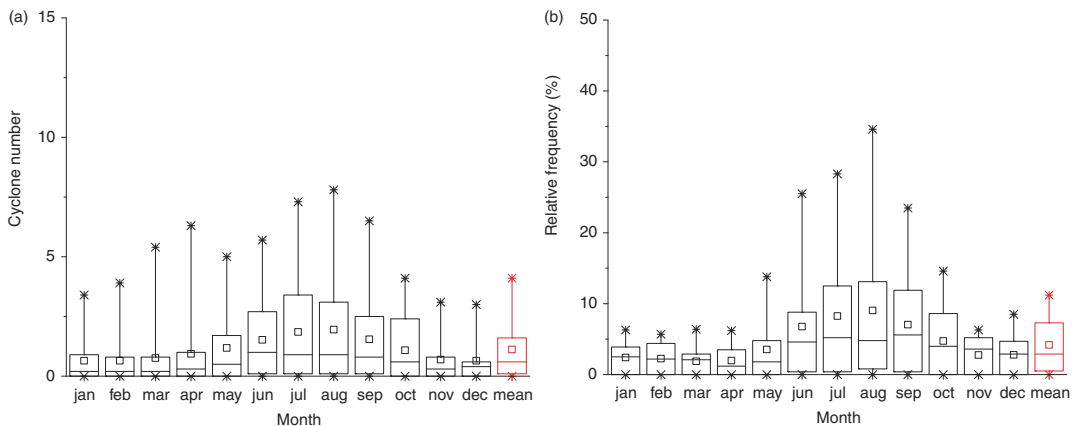 (a)
15
10
5
0
Cyclone number
jan feb mar apr may jun jul aug sep oct nov dec mean
Month
(b)
50
40
30
20
10
0
Relative frequency (%)
jan feb mar apr may jun jul aug sep oct nov dec mean
Month